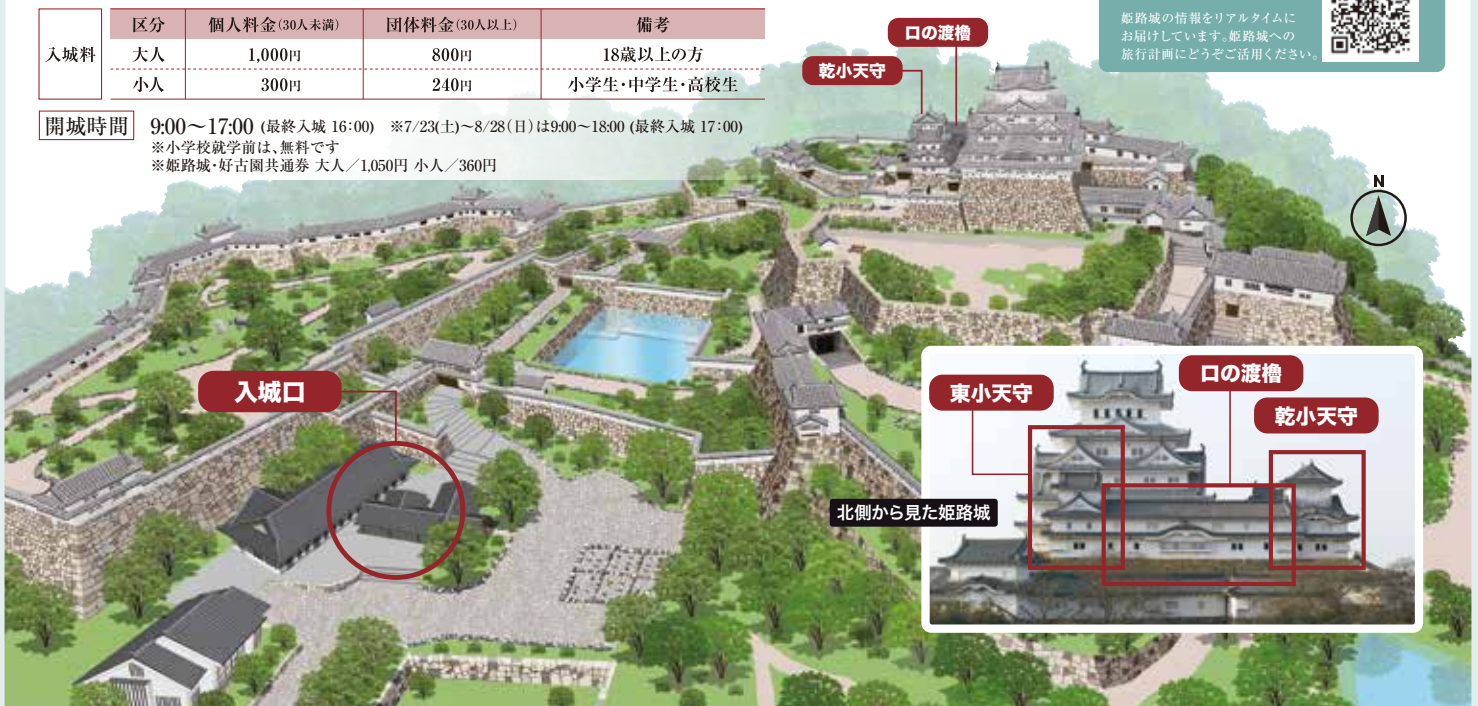 入城料
区分 個人料金(30人未満) 団体料金(30人以上) 備考
大人 1,000円 800円 18歳以上の方
小人 300円 240円 小学生・中学生・高校生
開城時間 9:00〜17:00 (最終入城 16:00) ※7/23(土)〜8/28(日)は9:00〜18:00 (最終入城 17:00)
※小学校就学前は、無料です
※姫路城・好古園共通券 大人／1,050円 小人／360円
姫路城の情報をリアルタイムに
お届けしています。姫路城への
旅行計画にどうぞご活用ください。
ロの渡櫓
乾小天守
N
入城口
東小天守
ロの渡櫓
乾小天守
北側から見た姫路城